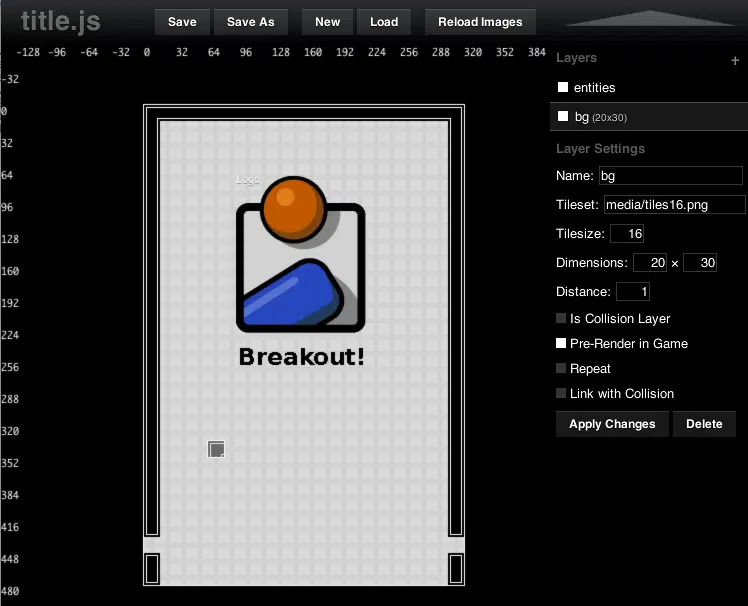 title.js Save Save As New Load Reload Images
-128 -96 -64 -32 0 32 64 96 128 160 192 224 256 288 320 352 384
-32
0
32
64
96
128
160
192
224
256
288
320
352
384
416
448
480
Logo
Breakout!
Layers +
entities
bg (20x30)
Layer Settings
Name: bg
Tileset: media/tiles16.png
Tilesize: 16
Dimensions: 20 × 30
Distance: 1
Is Collision Layer
Pre-Render in Game
Repeat
Link with Collision
Apply Changes Delete